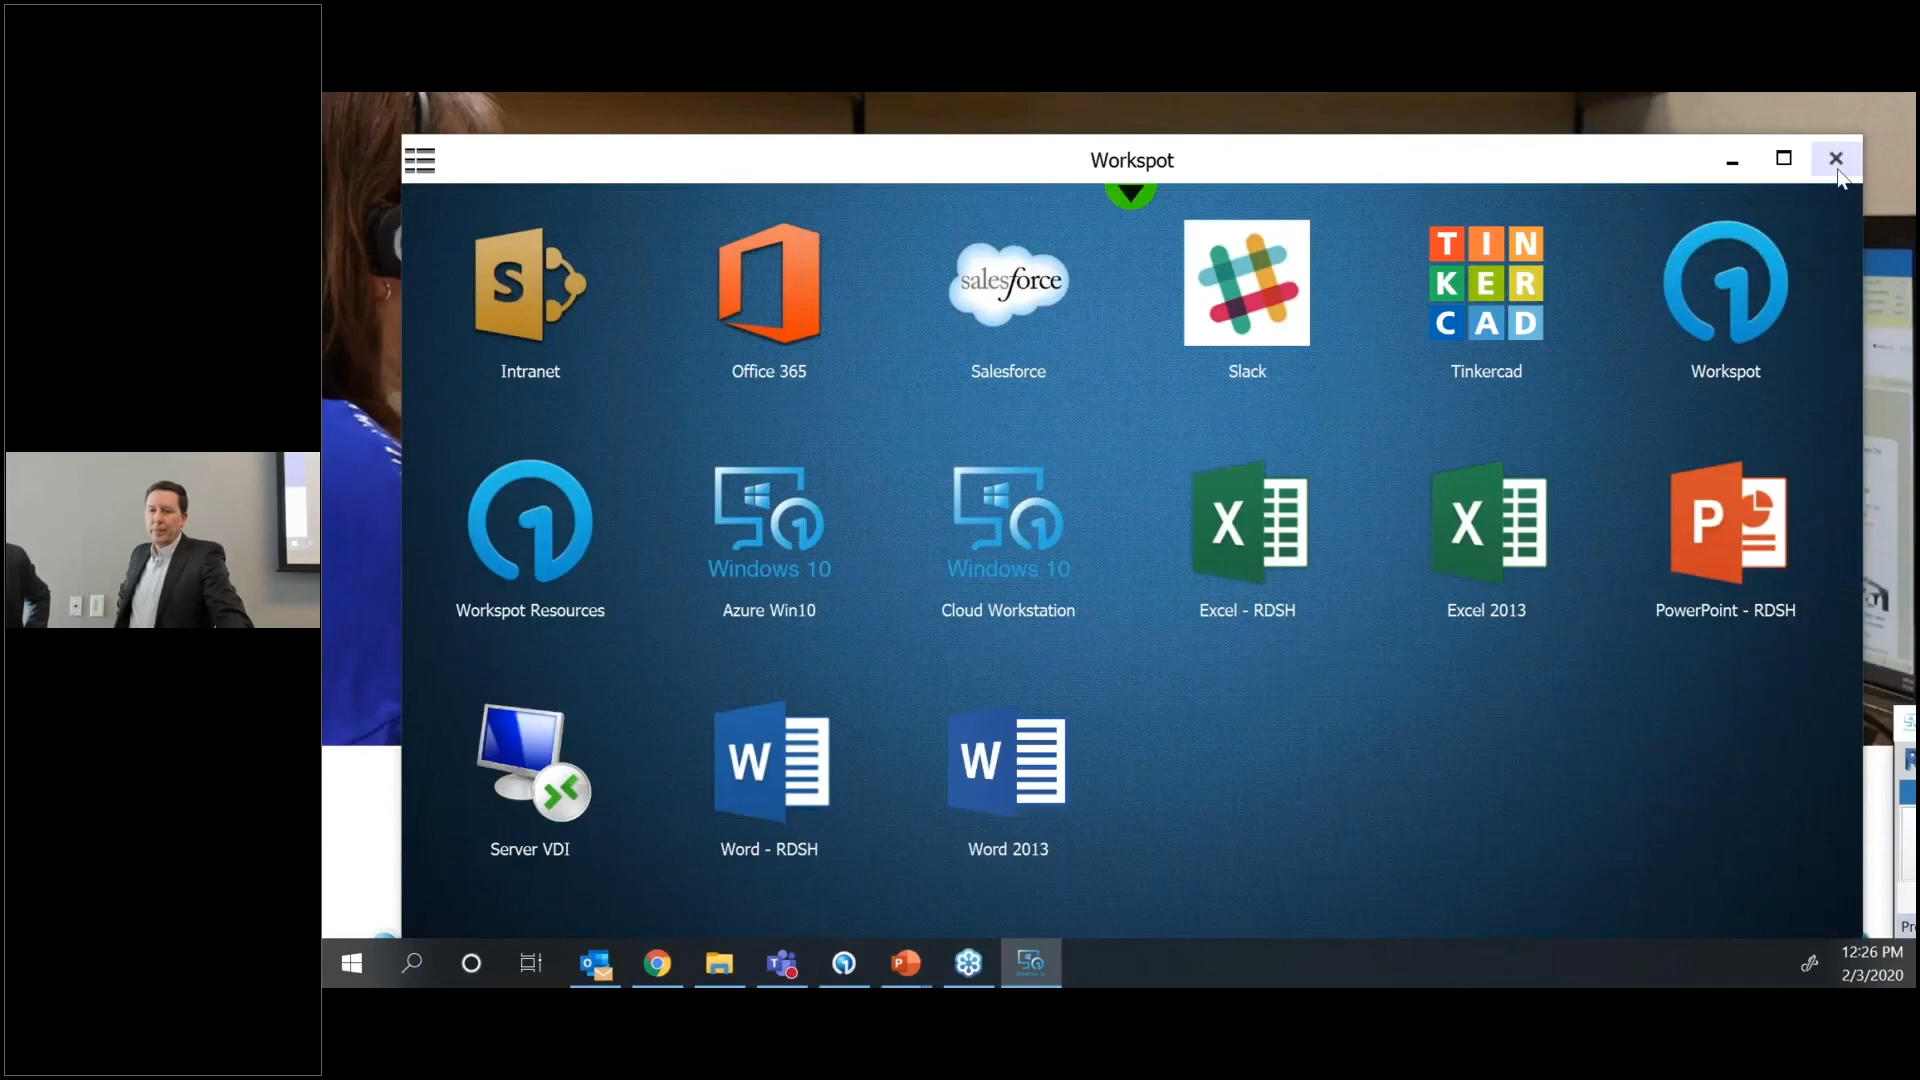 Workspot
S
salesforce
TIN
KER
CAD
Intranet
Office 365
Salesforce
Slack
Tinkercad
Workspot
Windows 10
Windows 10
X
X
P
Workspot Resources
Azure Win10
Cloud Workstation
Excel - RDSH
Excel 2013
PowerPoint - RDSH
W
W
Server VDI
Word - RDSH
Word 2013
12:26 PM
2/3/2020